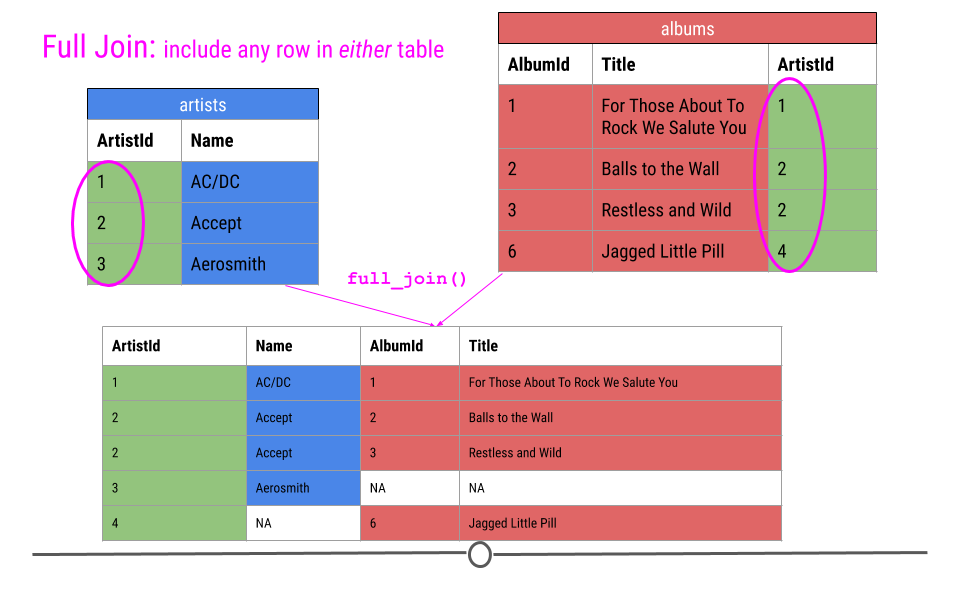 Full Join: include any row in either table
albums
AlbumId Title ArtistId
1 For Those About To 1
Rock We Salute You
2 Balls to the Wall 2
3 Restless and Wild 2
6 Jagged Little Pill 4
artists
ArtistId Name
1 AC/DC
2 Accept
3 Aerosmith
full_join()
ArtistId Name AlbumId Title
1 AC/DC 1 For Those About To Rock We Salute You
2 Accept 2 Balls to the Wall
2 Accept 3 Restless and Wild
3 Aerosmith NA NA
4 NA 6 Jagged Little Pill